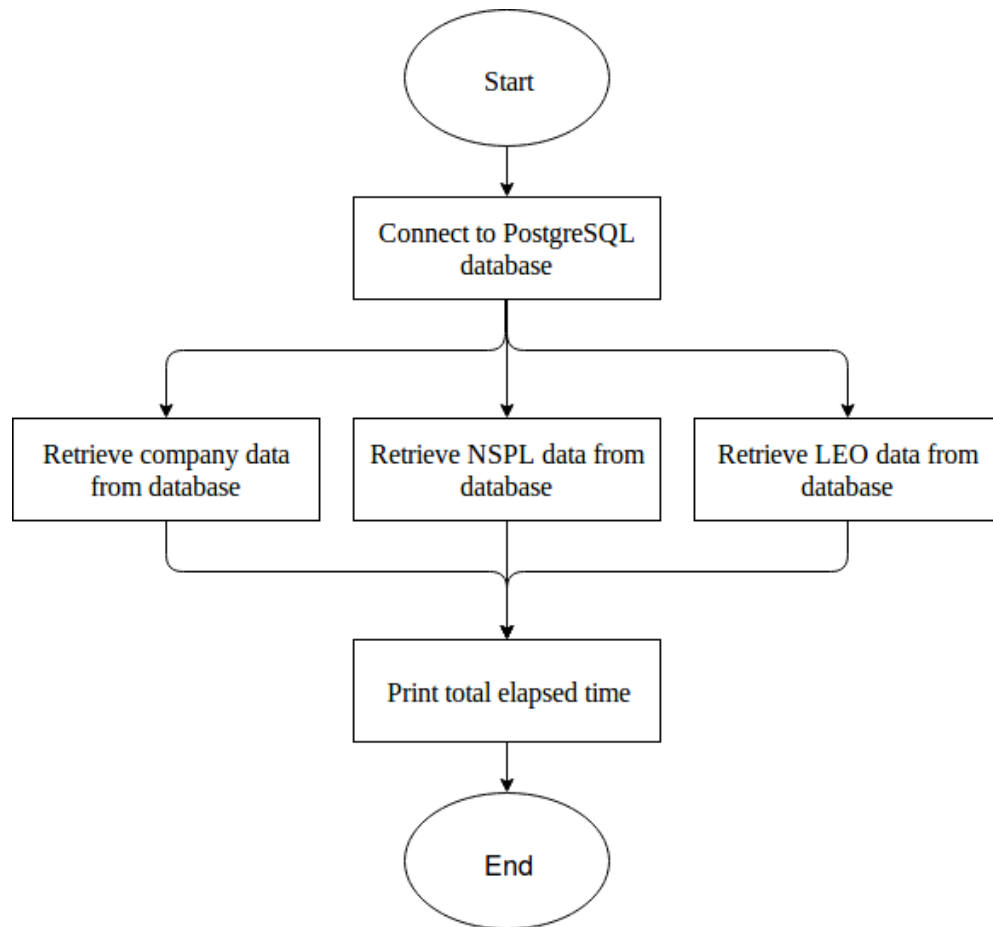 Start
Connect to PostgreSQL
database
Retrieve company data
from database
Retrieve NSPL data from
database
Retrieve LEO data from
database
Print total elapsed time
End